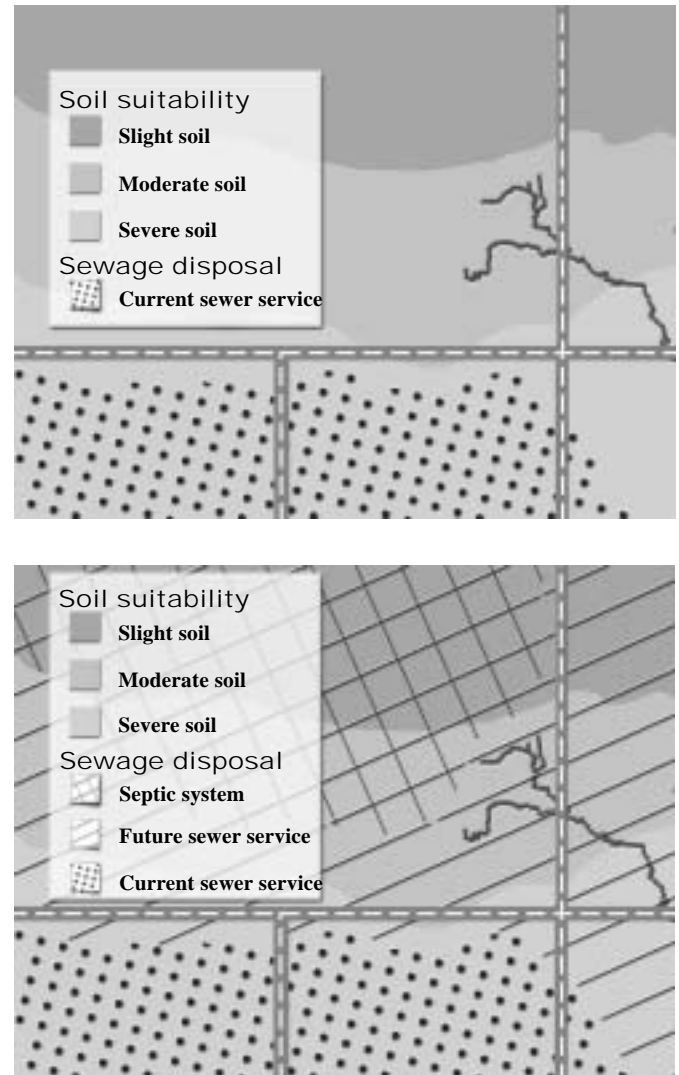 Soil suitability
Slight soil
Moderate soil
Severe soil
Sewage disposal
Current sewer service
Soil suitability
Slight soil
Moderate soil
Severe soil
Sewage disposal
Septic system
Future sewer service
Current sewer service